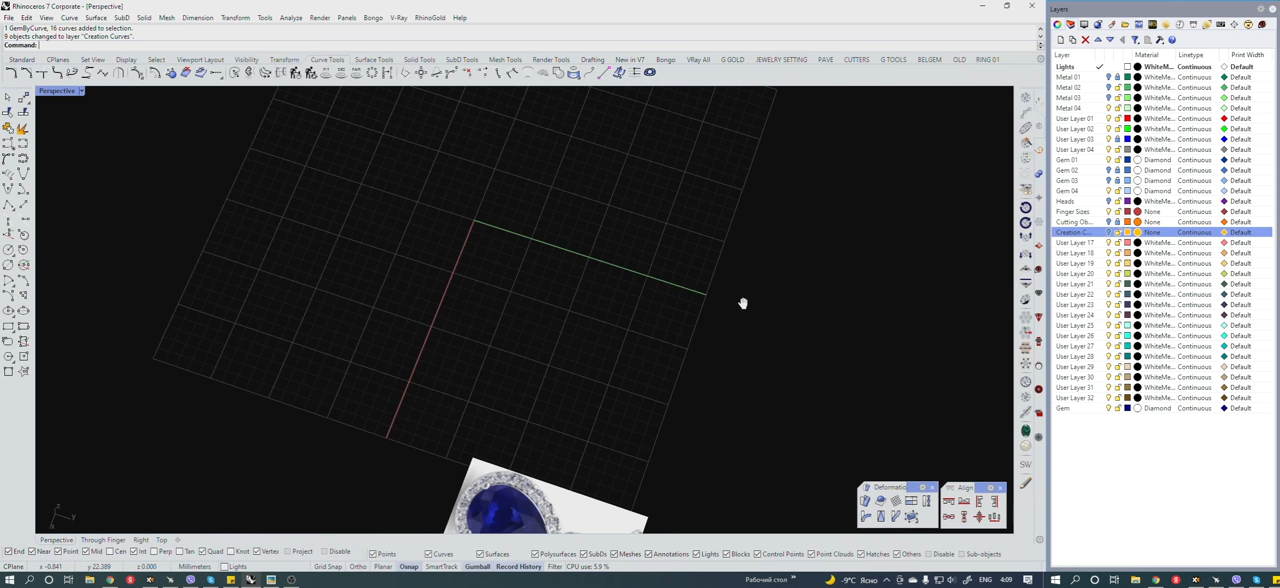 Rhinoceros 7 Corporate - [Perspective]
File Edit View Curve Surface SubD Solid Mesh Dimension Transform Tools Analyze Render Panels Bongo V-Ray RhinoGold Help
1 GemByCurve, 16 curves added to selection.
9 objects changed to layer "Creation Curves".
Command:
Standard CPlanes Set View Display Select Viewport Layout Visibility Transform Curve Tools Surface Tools Solid Tools SubD Tools Mesh Tools Render Tools Drafting New in V7 Bongo VRay All G GOLD JEWELRY SETTING PAVE CUTTERS G TOOLS BELGEM OLD RING 01
Perspective
SW
z
y
x
Deformatio
Align
Perspective Through Finger Right Top
End Near Point Mid Cen Int Perp Tan Quad Knot Vertex Project Disable
Points Curves Surfaces Polysurfaces SubDs Meshes Annotations Lights Blocks Control Points Point Clouds Hatches Others Disable Sub-objects
CPlane x -0.841 y 22.389 z 0.000 Millimeters Lights Grid Snap Ortho Planar Osnap SmartTrack Gumball Record History Filter CPU use: 5.9 %
Layers
Layer Material Linetype Print Width
Lights WhiteMe... Continuous Default
Metal 01 WhiteMe... Continuous Default
Metal 02 WhiteMe... Continuous Default
Metal 03 WhiteMe... Continuous Default
Metal 04 WhiteMe... Continuous Default
User Layer 01 WhiteMe... Continuous Default
User Layer 02 WhiteMe... Continuous Default
User Layer 03 WhiteMe... Continuous Default
User Layer 04 WhiteMe... Continuous Default
Gem 01 Diamond Continuous Default
Gem 02 Diamond Continuous Default
Gem 03 Diamond Continuous Default
Gem 04 Diamond Continuous Default
Heads WhiteMe... Continuous Default
Finger Sizes None Continuous Default
Cutting Ob... None Continuous Default
Creation C... None Continuous Default
User Layer 17 WhiteMe... Continuous Default
User Layer 18 WhiteMe... Continuous Default
User Layer 19 WhiteMe... Continuous Default
User Layer 20 WhiteMe... Continuous Default
User Layer 21 WhiteMe... Continuous Default
User Layer 22 WhiteMe... Continuous Default
User Layer 23 WhiteMe... Continuous Default
User Layer 24 WhiteMe... Continuous Default
User Layer 25 WhiteMe... Continuous Default
User Layer 26 WhiteMe... Continuous Default
User Layer 27 WhiteMe... Continuous Default
User Layer 28 WhiteMe... Continuous Default
User Layer 29 WhiteMe... Continuous Default
User Layer 30 WhiteMe... Continuous Default
User Layer 31 WhiteMe... Continuous Default
User Layer 32 WhiteMe... Continuous Default
Gem Diamond Continuous Default
Рабочий стол » -9°C Ясно ENG 4:09